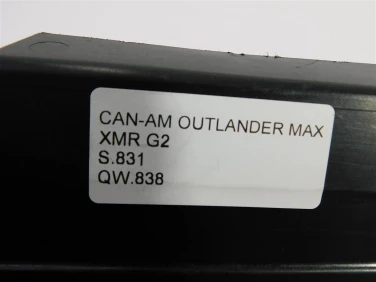 CAN-AM OUTLANDER MAX
XMR G2
S.831
QW.838